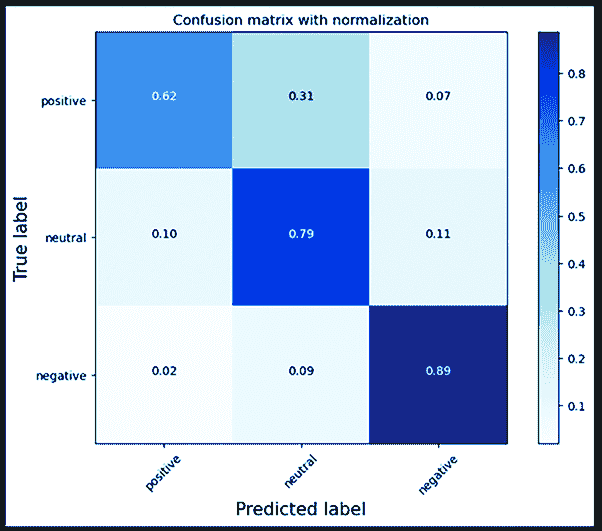 Confusion matrix with normalization
positive 0.62 0.31 0.07
neutral 0.10 0.79 0.11
negative 0.02 0.09 0.89
positive neutral negative
Predicted label
True label
0.8
0.7
0.6
0.5
0.4
0.3
0.2
0.1